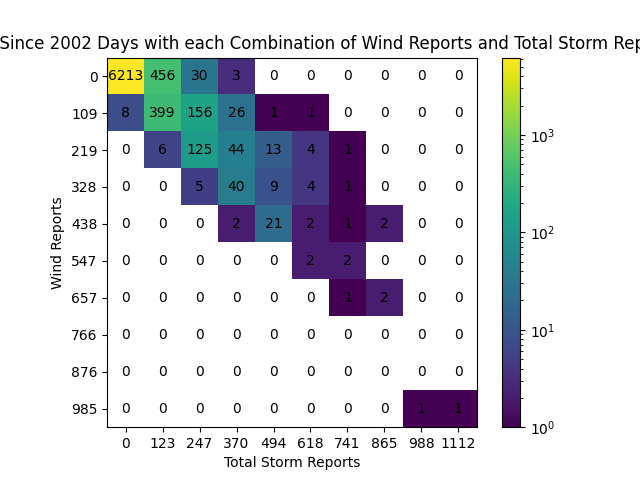 Since 2002 Days with each Combination of Wind Reports and Total Storm Rep
0 6213 456 30 3 0 0 0 0 0 0
109 8 399 156 26 1 1 0 0 0 0
219 0 6 125 44 13 4 1 0 0 0
328 0 0 5 40 9 4 1 0 0 0
438 0 0 0 2 21 2 1 2 0 0
547 0 0 0 0 0 2 2 0 0 0
657 0 0 0 0 0 0 1 2 0 0
766 0 0 0 0 0 0 0 0 0 0
876 0 0 0 0 0 0 0 0 0 0
985 0 0 0 0 0 0 0 0 1 1
0 123 247 370 494 618 741 865 988 1112
Total Storm Reports
Wind Reports
10³
10²
10¹
10⁰